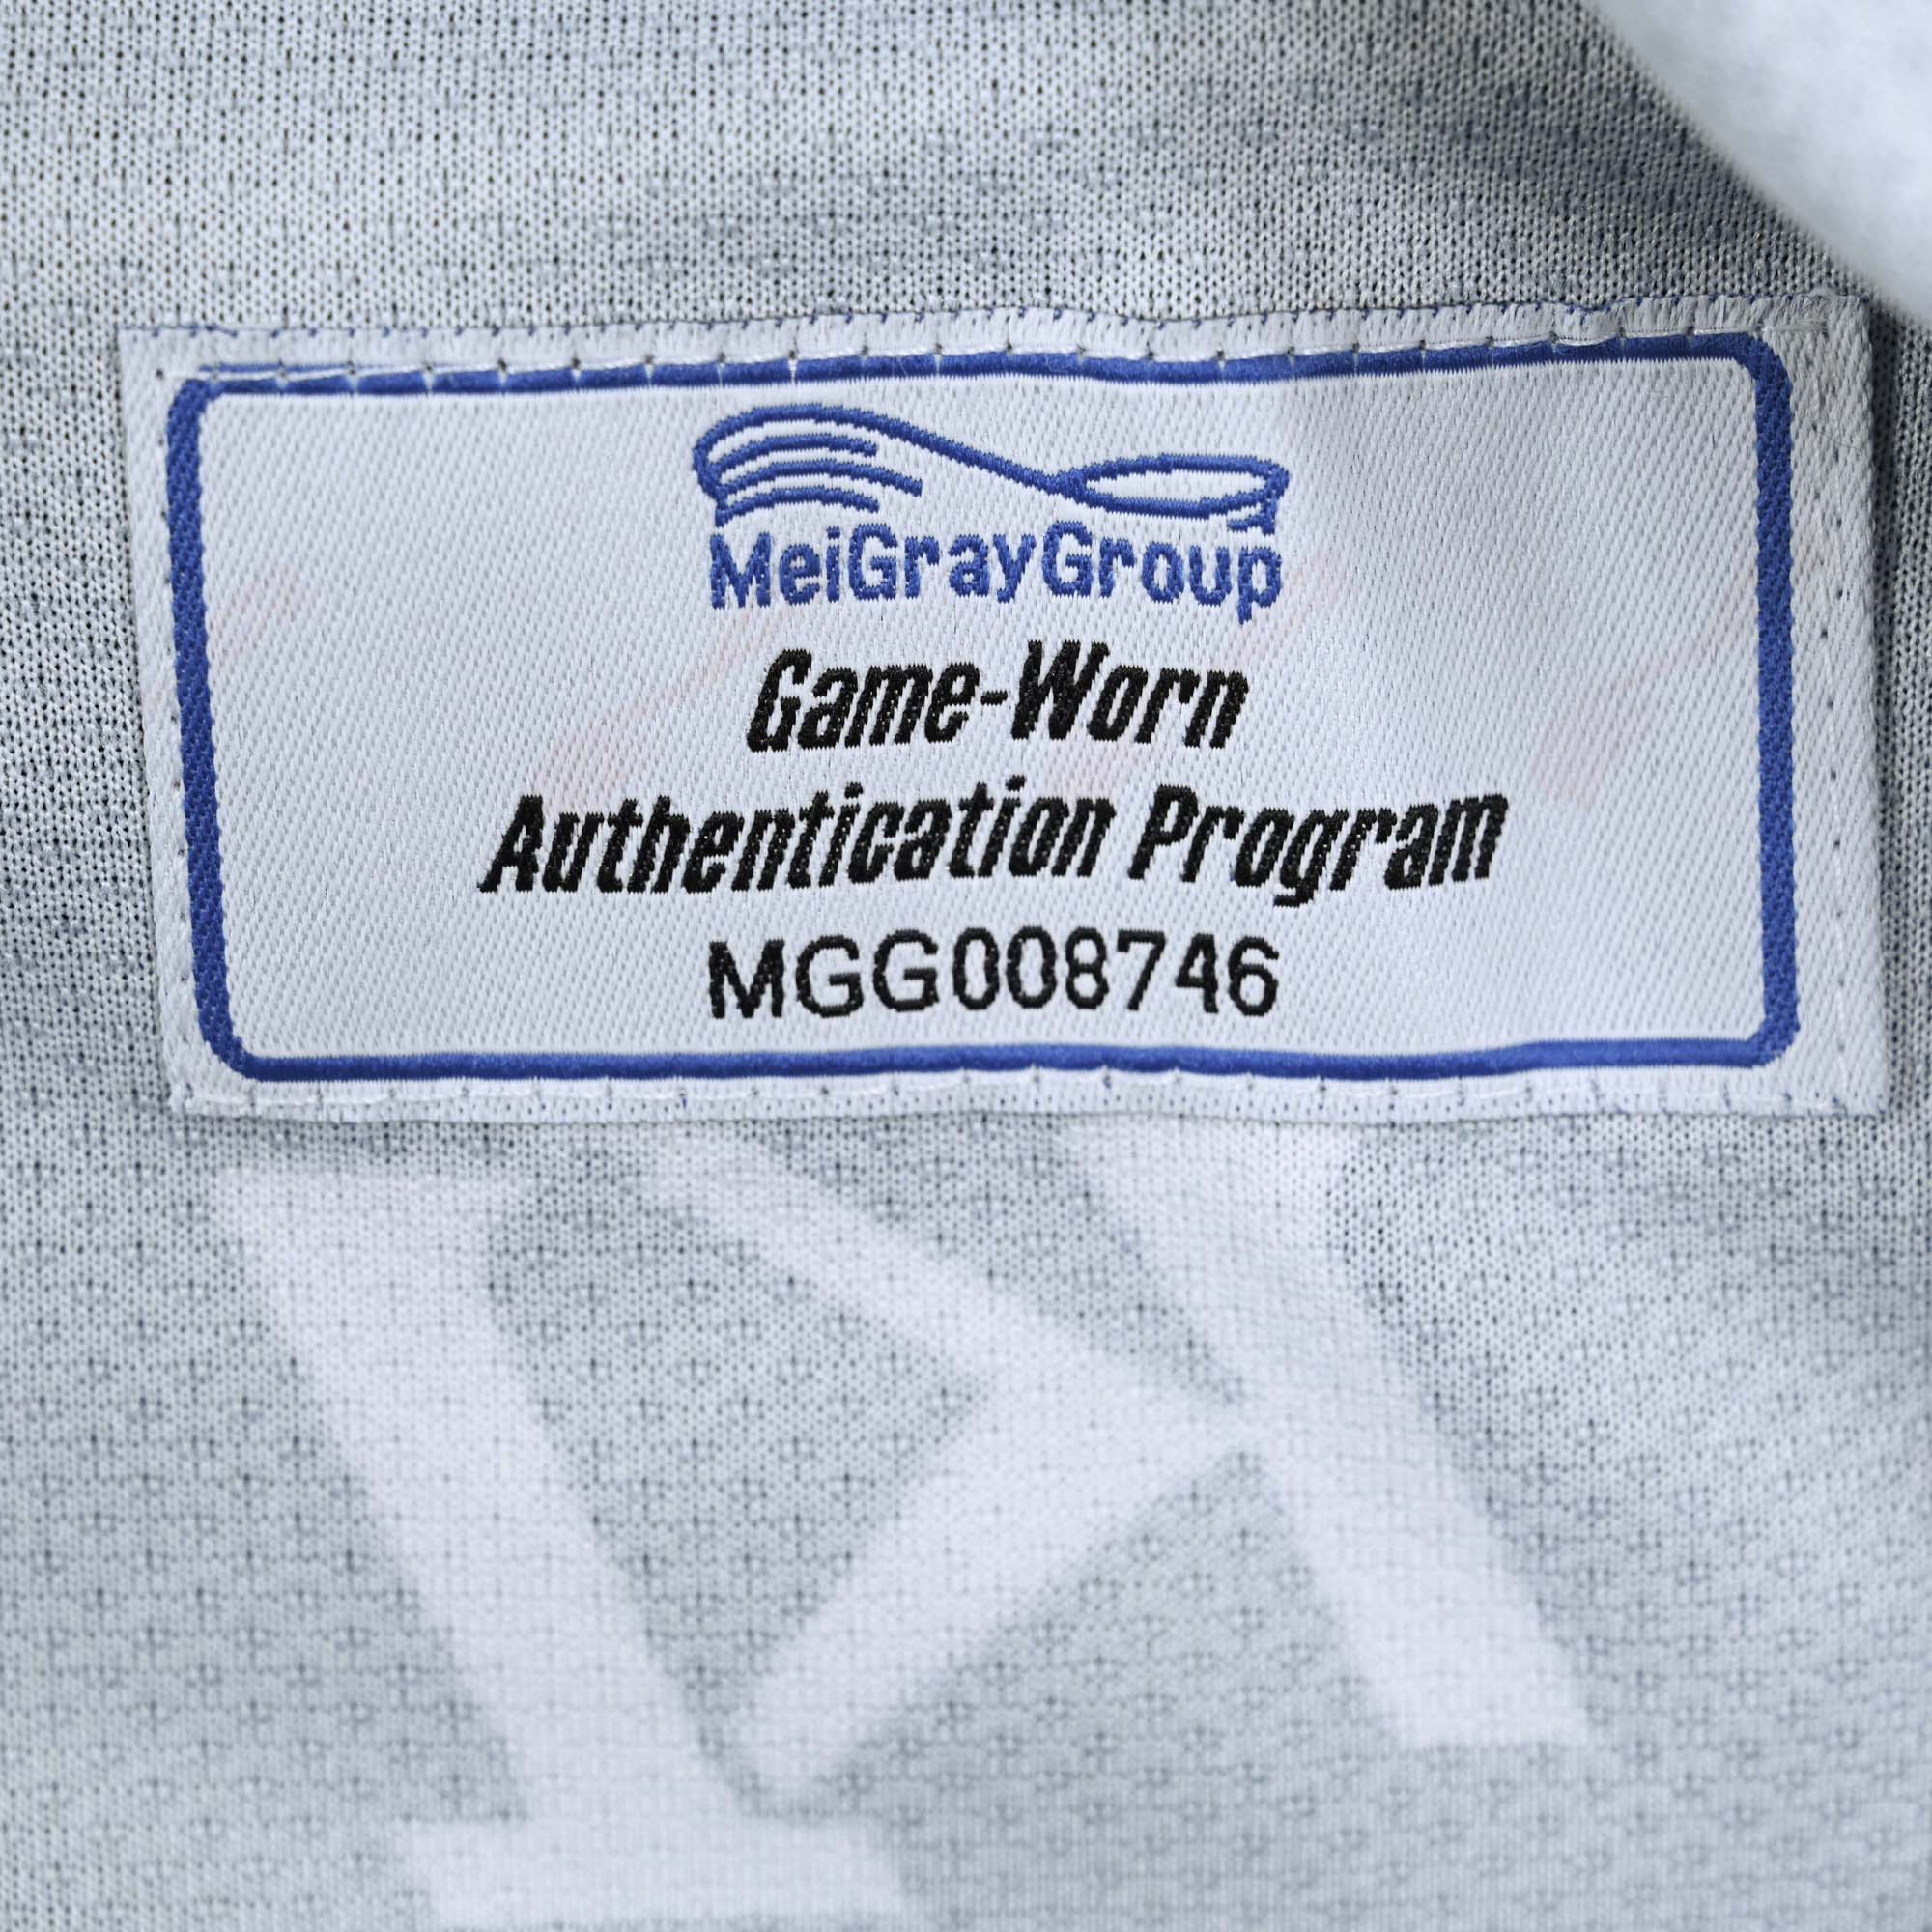 MeiGrayGroup
Game-Worn
Authentication Program
MGG008746